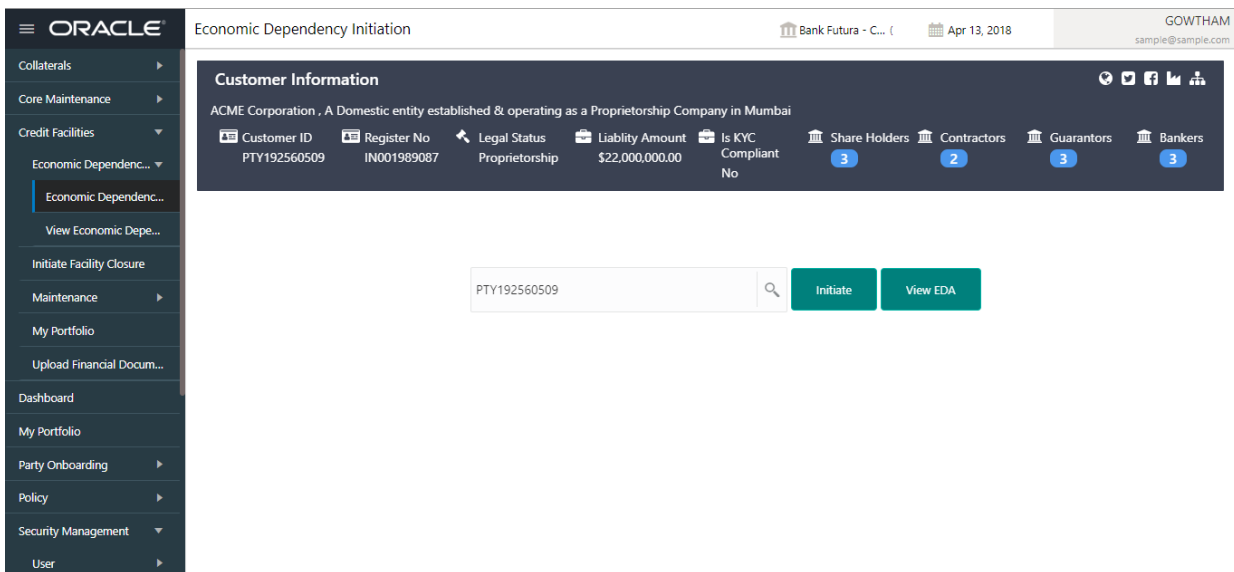 ORACLE
Economic Dependency Initiation
Bank Futura - C... (
Apr 13, 2018
GOWTHAM
sample@sample.com
Collaterals
Core Maintenance
Credit Facilities
Economic Dependenc...
Economic Dependenc...
View Economic Depe...
Initiate Facility Closure
Maintenance
My Portfolio
Upload Financial Docum...
Dashboard
My Portfolio
Party Onboarding
Policy
Security Management
User
Customer Information
ACME Corporation , A Domestic entity established & operating as a Proprietorship Company in Mumbai
Customer ID
PTY192560509
Register No
IN001989087
Legal Status
Proprietorship
Liablity Amount
$22,000,000.00
Is KYC
Compliant
No
Share Holders
3
Contractors
2
Guarantors
3
Bankers
3
PTY192560509
Initiate
View EDA